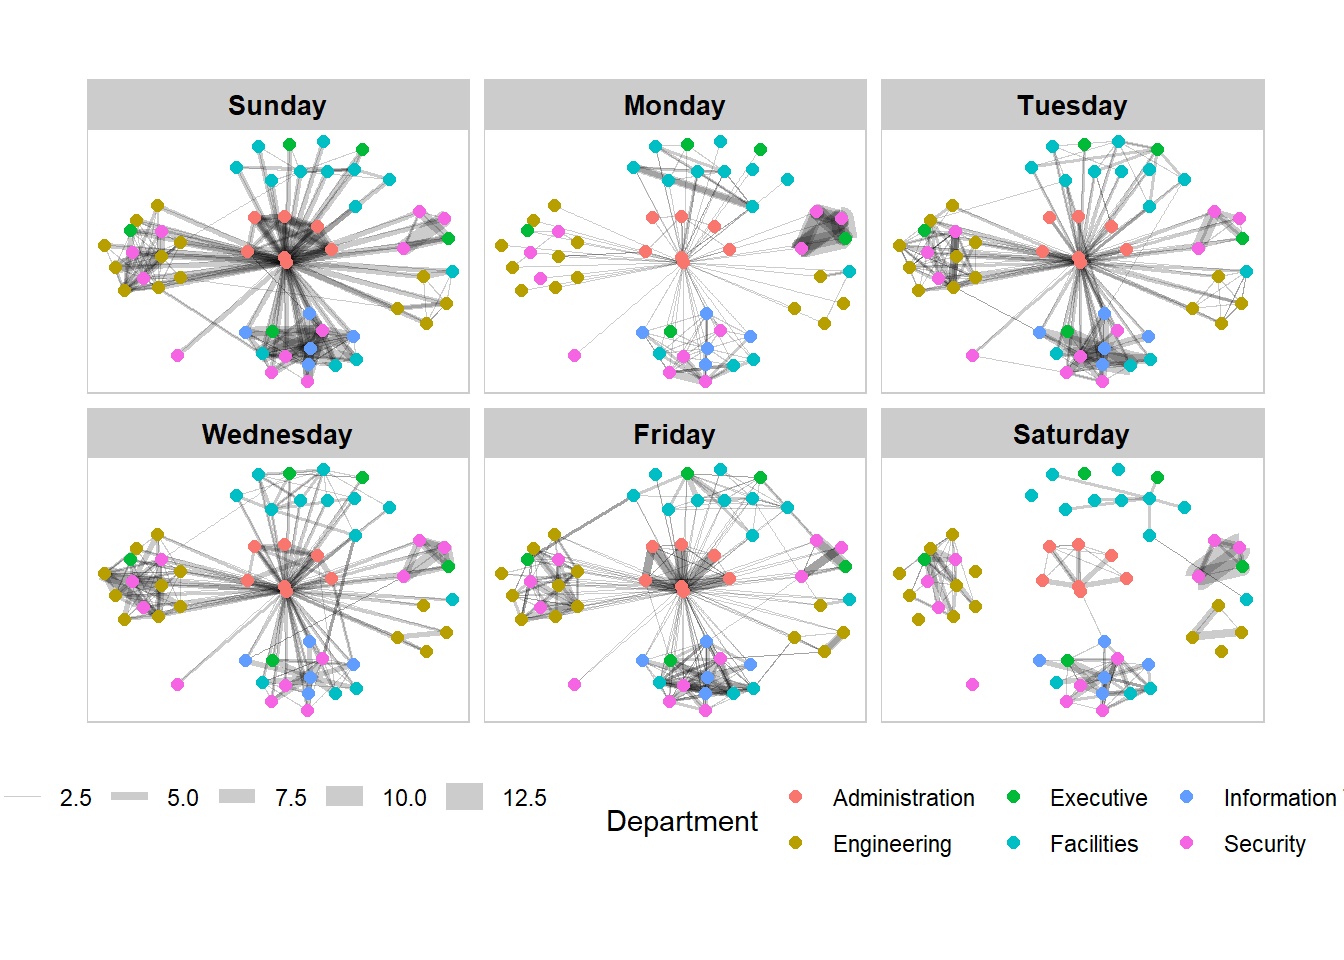 Sunday Monday Tuesday
Wednesday Friday Saturday
2.5 5.0 7.5 10.0 12.5
Department
Administration Executive Information
Engineering Facilities Security